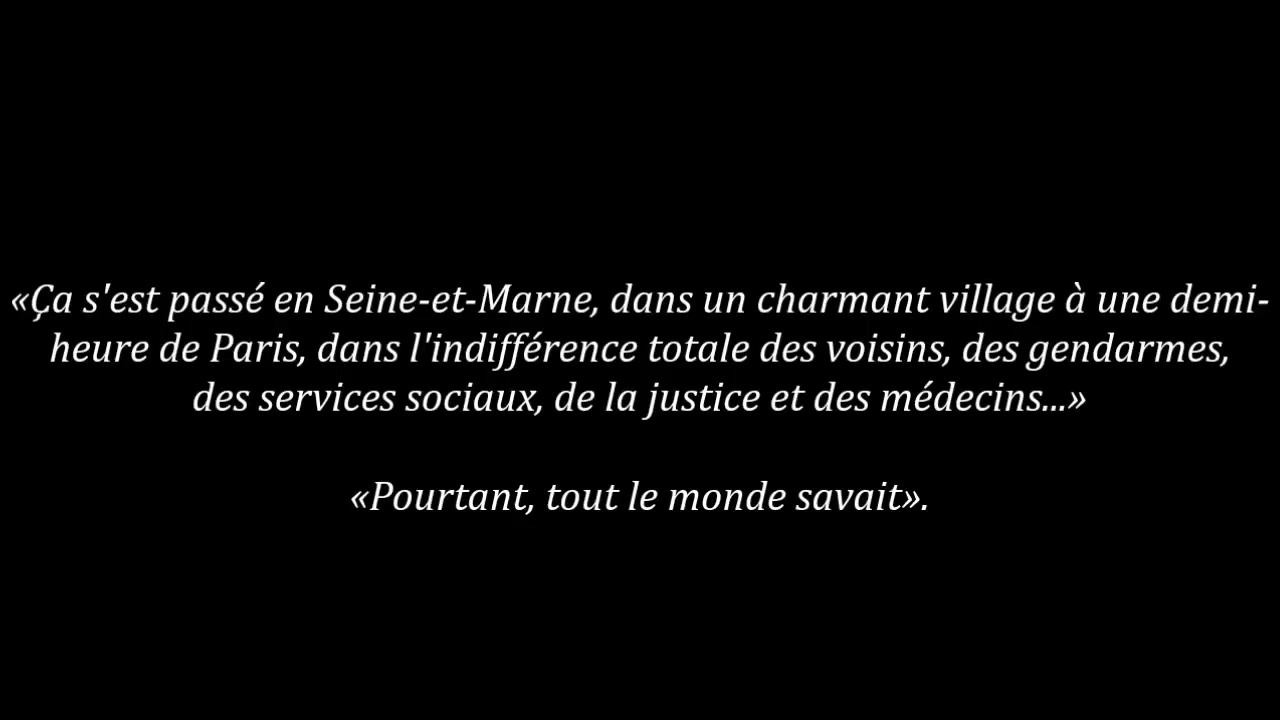 «Ça s'est passé en Seine-et-Marne, dans un charmant village à une demi-
heure de Paris, dans l'indifférence totale des voisins, des gendarmes,
des services sociaux, de la justice et des médecins...»
«Pourtant, tout le monde savait».